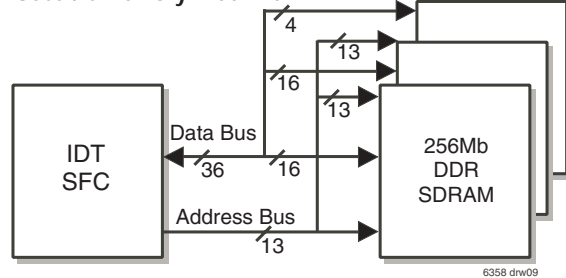 4
13
16
13
Data Bus
36
16
IDT
SFC
256Mb
DDR
SDRAM
Address Bus
13
6358 drw09